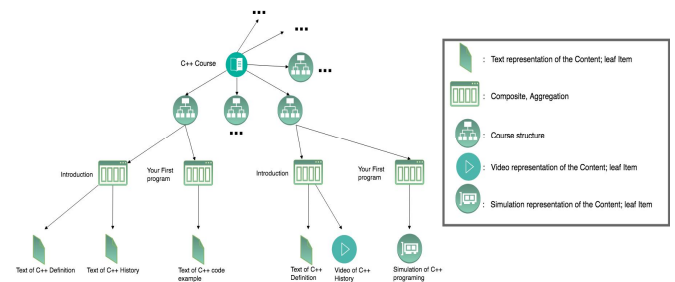 ...
...
C++ Course
...
...
Introduction
Your First
program
Introduction
Your First
program
Text of C++ Definition
Text of C++ History
Text of C++ code
example
Text of C++
Definition
Video of C++
History
Simulation of C++
programing
: Text representation of the Content; leaf Item
: Composite, Aggregation
: Course structure
: Video representation of the Content; leaf Item
: Simulation representation of the Content; leaf Item